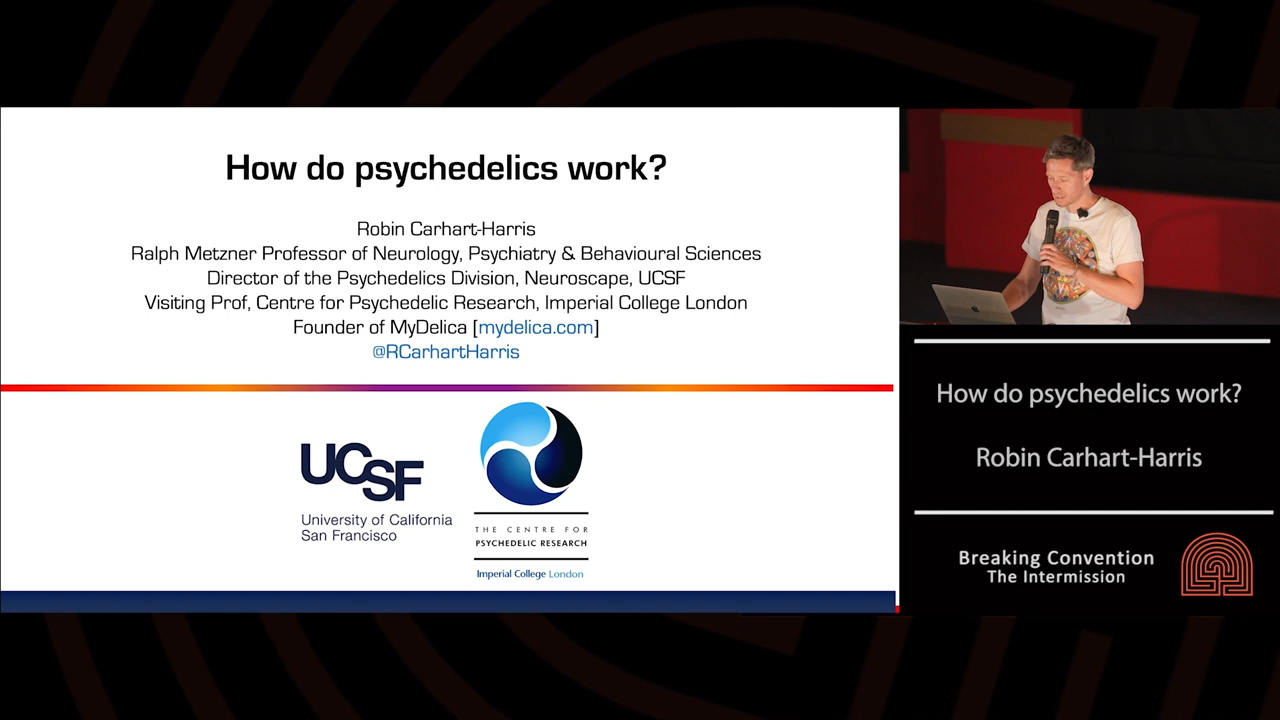 How do psychedelics work?
Robin Carhart-Harris
Ralph Metzner Professor of Neurology, Psychiatry & Behavioural Sciences
Director of the Psychedelics Division, Neuroscape, UCSF
Visiting Prof, Centre for Psychedelic Research, Imperial College London
Founder of MyDelica [mydelica.com]
@RCarhartHarris
UCSF
University of California
San Francisco
THE CENTRE FOR
PSYCHEDELIC RESEARCH
Imperial College London
How do psychedelics work?
Robin Carhart-Harris
Breaking Convention
The Intermission